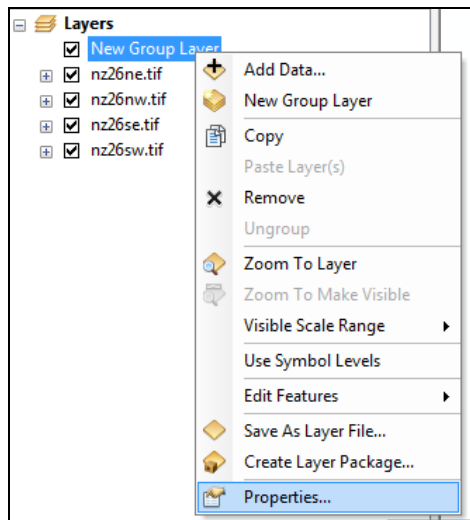 Layers
New Group Layer
nz26ne.tif
nz26nw.tif
nz26se.tif
nz26sw.tif
Add Data...
New Group Layer
Copy
Paste Layer(s)
Remove
Ungroup
Zoom To Layer
Zoom To Make Visible
Visible Scale Range
Use Symbol Levels
Edit Features
Save As Layer File...
Create Layer Package...
Properties...